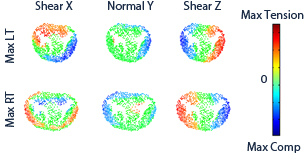 Shear X Normal Y Shear Z
Max Tension
Max LT
0
Max RT
Max Comp